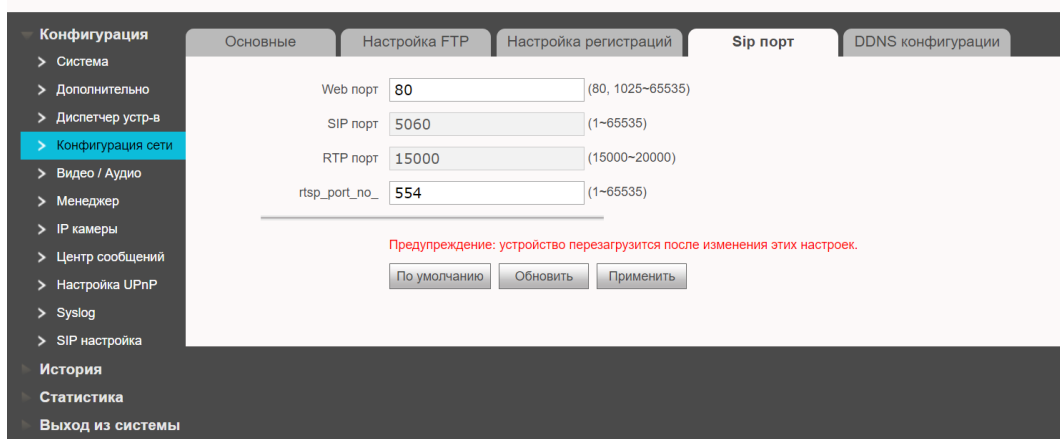 Конфигурация
Система
Дополнительно
Диспетчер устр-в
Конфигурация сети
Видео / Аудио
Менеджер
IP камеры
Центр сообщений
Настройка UPnP
Syslog
SIP настройка
История
Статистика
Выход из системы
Основные Настройка FTP Настройка регистраций Sip порт DDNS конфигурации
Web порт 80 (80, 1025~65535)
SIP порт 5060 (1~65535)
RTP порт 15000 (15000~20000)
rtsp_port_no_ 554 (1~65535)
Предупреждение: устройство перезагрузится после изменения этих настроек.
По умолчанию Обновить Применить